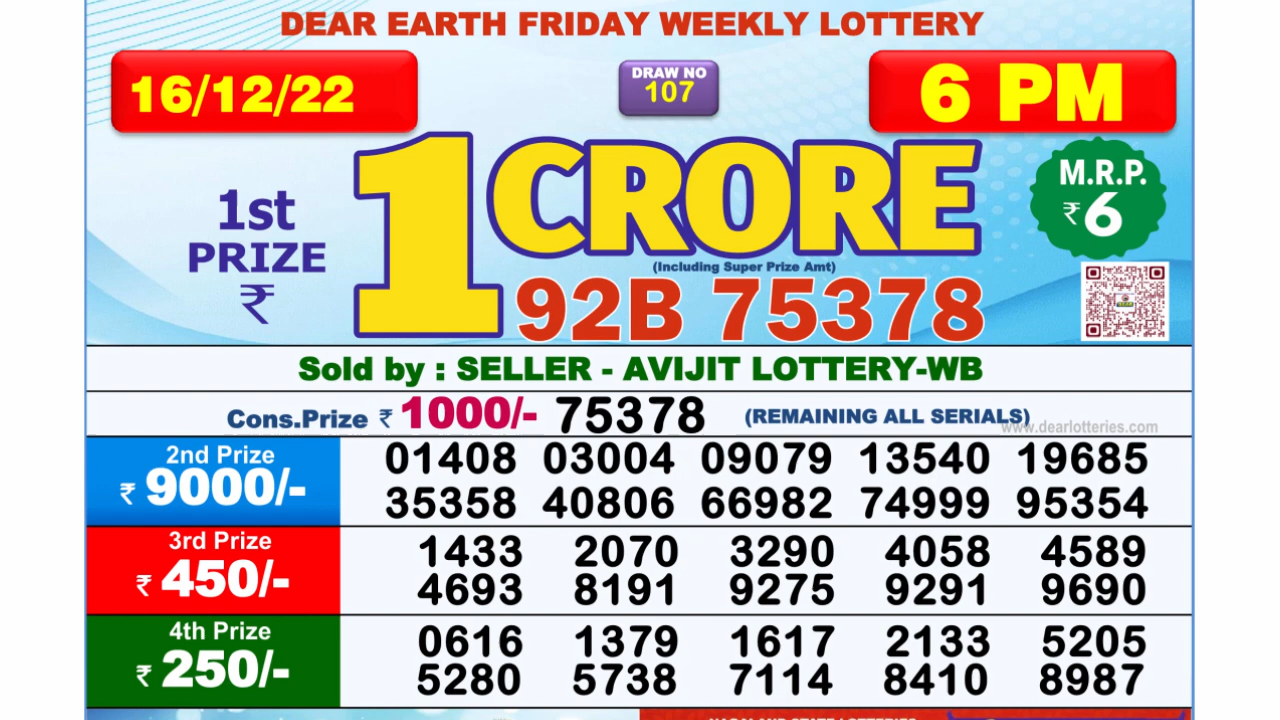 DEAR EARTH FRIDAY WEEKLY LOTTERY
16/12/22
DRAW NO
107
6 PM
1st
PRIZE
₹
1 CRORE
(Including Super Prize Amt)
92B 75378
M.R.P.
₹6
Sold by : SELLER - AVIJIT LOTTERY-WB
Cons.Prize ₹ 1000/- 75378 (REMAINING ALL SERIALS)
www.dearlotteries.com
2nd Prize
₹ 9000/-
01408 03004 09079 13540 19685
35358 40806 66982 74999 95354
3rd Prize
₹ 450/-
1433 2070 3290 4058 4589
4693 8191 9275 9291 9690
4th Prize
₹ 250/-
0616 1379 1617 2133 5205
5280 5738 7114 8410 8987